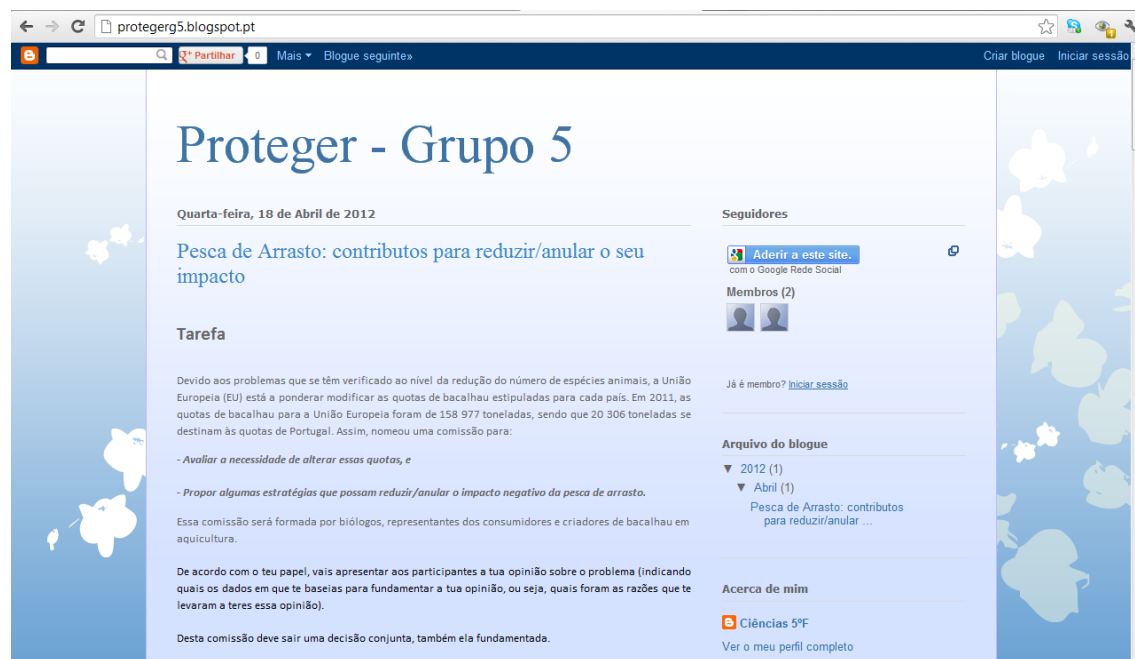 protegerg5.blogspot.pt
Partilhar 0 Mais Blogue seguinte» Criar blogue Iniciar sessão
Proteger - Grupo 5
Quarta-feira, 18 de Abril de 2012
Pesca de Arrasto: contributos para reduzir/anular o seu
impacto
Tarefa
Devido aos problemas que se têm verificado ao nível da redução do número de espécies animais, a União
Europeia (EU) está a ponderar modificar as quotas de bacalhau estipuladas para cada país. Em 2011, as
quotas de bacalhau para a União Europeia foram de 158 977 toneladas, sendo que 20 306 toneladas se
destinam às quotas de Portugal. Assim, nomeou uma comissão para:
- Avaliar a necessidade de alterar essas quotas, e
- Propor algumas estratégias que possam reduzir/anular o impacto negativo da pesca de arrasto.
Essa comissão será formada por biólogos, representantes dos consumidores e criadores de bacalhau em
aquicultura.
De acordo com o teu papel, vais apresentar aos participantes a tua opinião sobre o problema (indicando
quais os dados em que te baseias para fundamentar a tua opinião, ou seja, quais foram as razões que te
levaram a teres essa opinião).
Desta comissão deve sair uma decisão conjunta, também ela fundamentada.
Seguidores
Aderir a este site.
com o Google Rede Social
Membros (2)
Já é membro? Iniciar sessão
Arquivo do blogue
▼ 2012 (1)
▼ Abril (1)
Pesca de Arrasto: contributos
para reduzir/anular ...
Acerca de mim
Ciências 5ºF
Ver o meu perfil completo